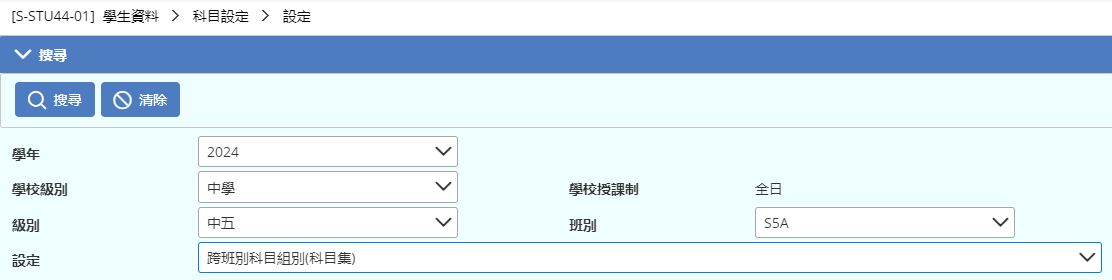 [S-STU44-01] 學生資料 > 科目設定 > 設定
搜尋
搜尋 清除
學年 2024
學校級別 中學 學校授課制 全日
級別 中五 班別 S5A
設定 跨班別科目組別(科目集)